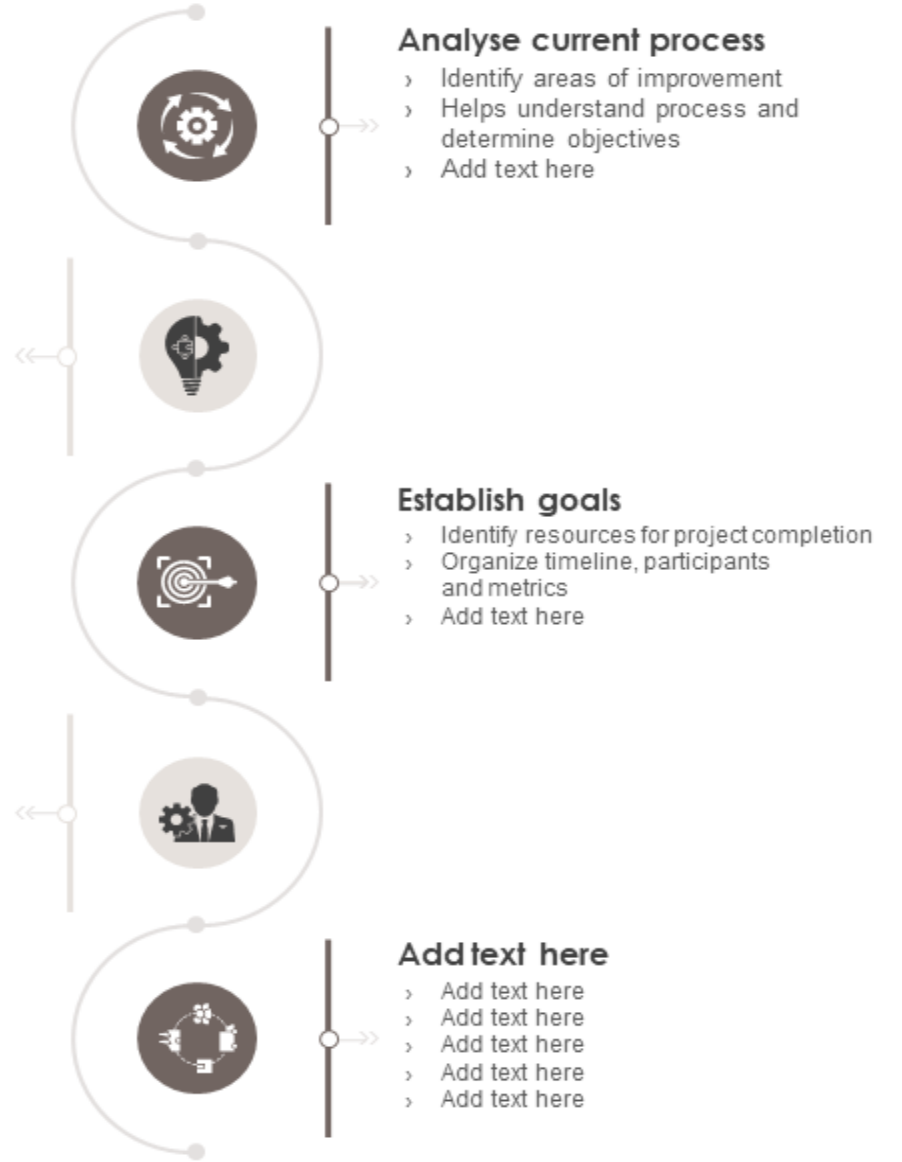 Analyse current process
› Identify areas of improvement
› Helps understand process and
determine objectives
› Add text here
Establish goals
› Identify resources for project completion
› Organize timeline, participants
and metrics
› Add text here
Add text here
› Add text here
› Add text here
› Add text here
› Add text here
› Add text here